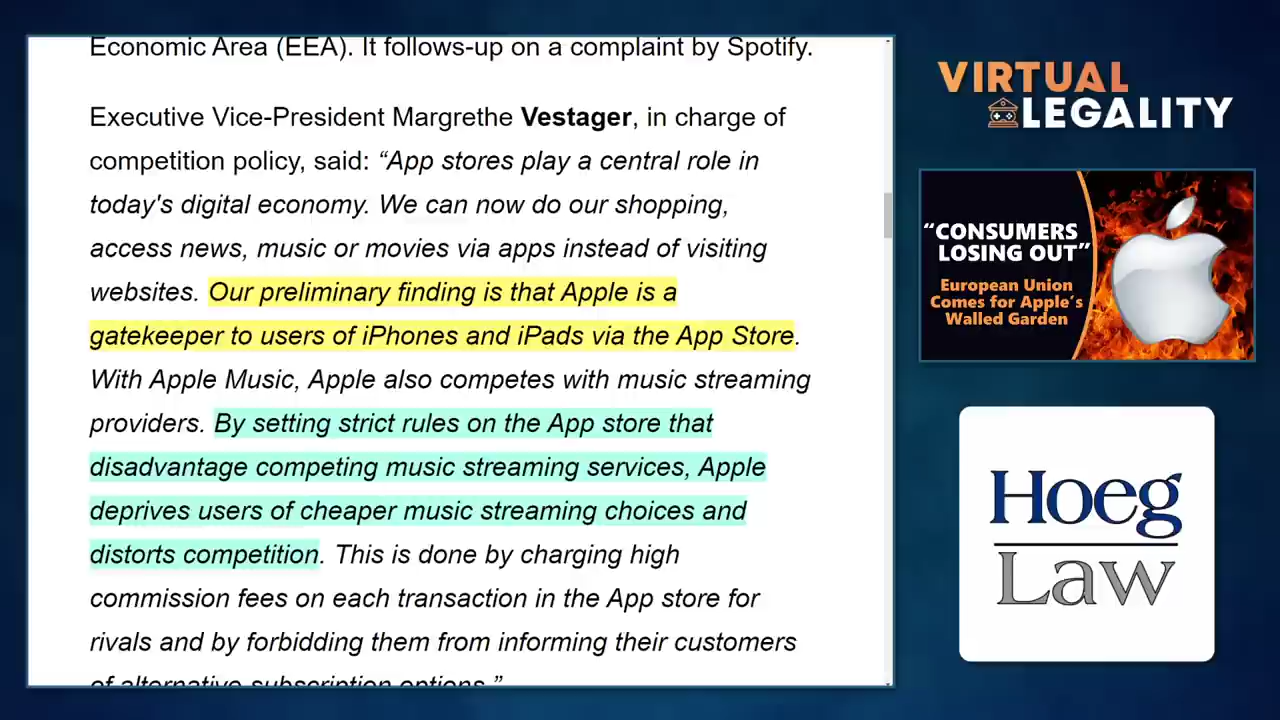 Economic Area (EEA). It follows-up on a complaint by Spotify.
Executive Vice-President Margrethe Vestager, in charge of
competition policy, said: “App stores play a central role in
today's digital economy. We can now do our shopping,
access news, music or movies via apps instead of visiting
websites. Our preliminary finding is that Apple is a
gatekeeper to users of iPhones and iPads via the App Store.
With Apple Music, Apple also competes with music streaming
providers. By setting strict rules on the App store that
disadvantage competing music streaming services, Apple
deprives users of cheaper music streaming choices and
distorts competition. This is done by charging high
commission fees on each transaction in the App store for
rivals and by forbidding them from informing their customers
of alternative subscription options.”
VIRTUAL
LEGALITY
“CONSUMERS
LOSING OUT”
European Union
Comes for Apple's
Walled Garden
Hoeg
Law